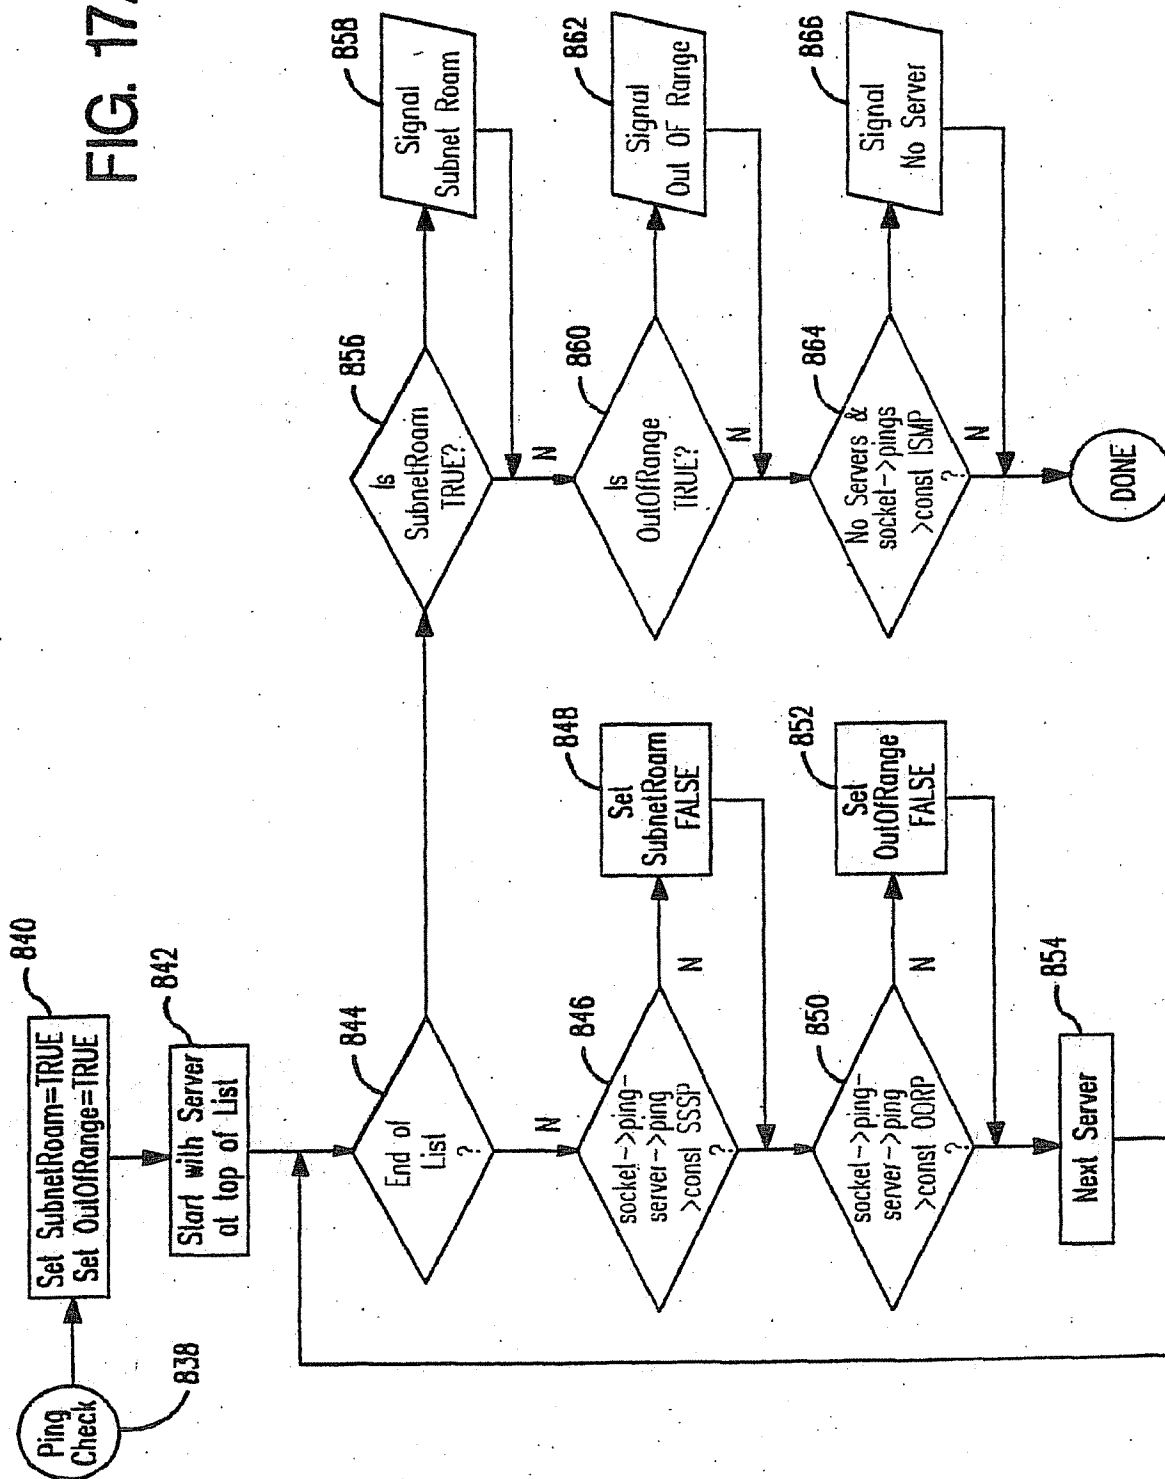 FIG. 17A
Ping
Check
838
Set SubnetRoam=TRUE
Set OutOfRange=TRUE
840
Start with Server
at top of List
842
End of
List
?
844
N
socket->ping-
server->ping
>const SSSP
?
846
N
Set
SubnetRoam
FALSE
848
socket->ping-
server->ping
>const OORP
?
850
N
Set
OutOfRange
FALSE
852
Next Server
854
Is
SubnetRoam
TRUE?
856
N
Signal
Subnet Roam
858
Is
OutOfRange
TRUE?
860
N
Signal
Out OF Range
862
No Servers &
socket->pings
>const ISMP
?
864
N
Signal
No Server
866
DONE